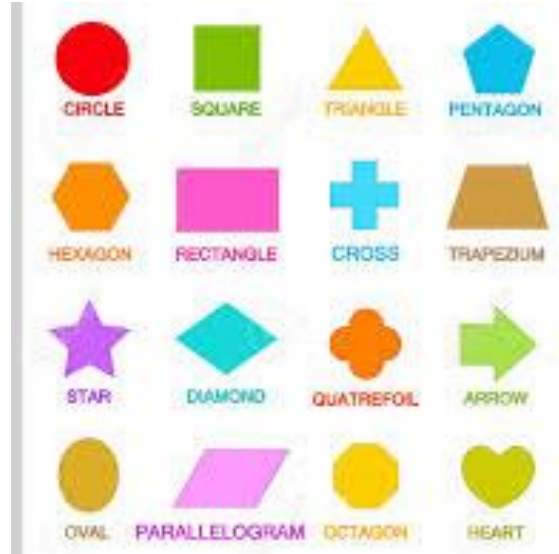 CIRCLE SQUARE TRIANGLE PENTAGON
HEXAGON RECTANGLE CROSS TRAPEZIUM
STAR DIAMOND QUATREFOIL ARROW
OVAL PARALLELOGRAM OCTAGON HEART